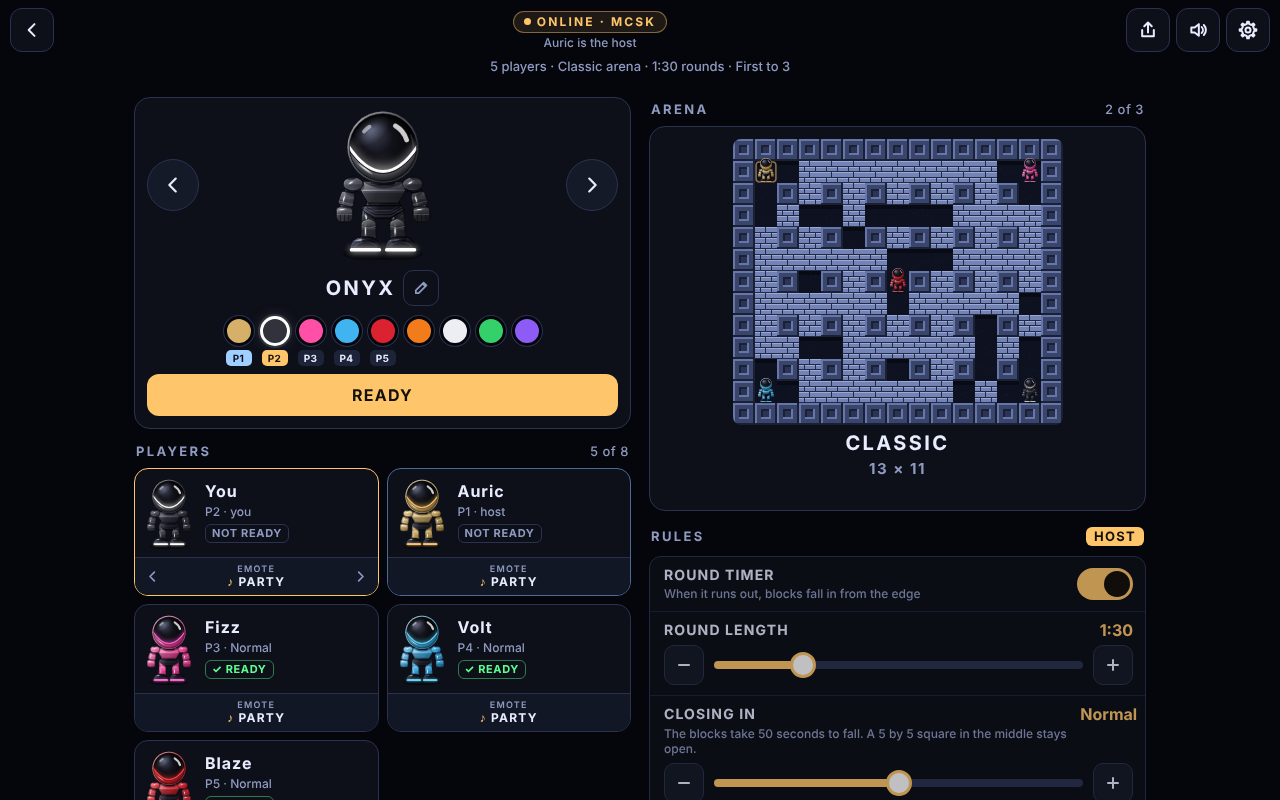 ONLINE · MCSK
Auric is the host
5 players · Classic arena · 1:30 rounds · First to 3
ONYX
P1 P2 P3 P4 P5
READY
PLAYERS 5 of 8
You
P2 · you
NOT READY
EMOTE
♪ PARTY
Auric
P1 · host
NOT READY
EMOTE
♪ PARTY
Fizz
P3 · Normal
✓ READY
EMOTE
♪ PARTY
Volt
P4 · Normal
✓ READY
EMOTE
♪ PARTY
Blaze
P5 · Normal
ARENA 2 of 3
CLASSIC
13 × 11
RULES HOST
ROUND TIMER
When it runs out, blocks fall in from the edge
ROUND LENGTH 1:30
CLOSING IN Normal
The blocks take 50 seconds to fall. A 5 by 5 square in the middle stays
open.